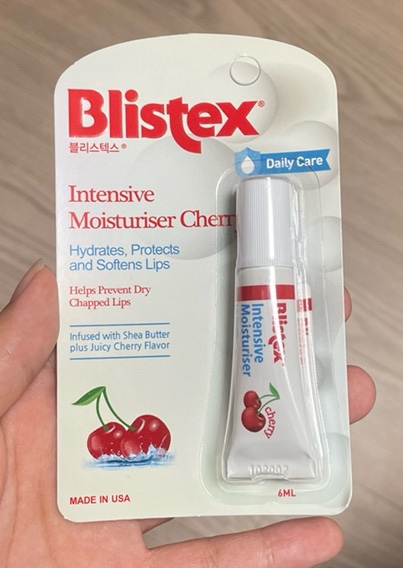 Blistex®
블리스텍스®
Daily Care
Intensive
Moisturiser Cherr
Hydrates, Protects
and Softens Lips
Helps Prevent Dry
Chapped Lips
Infused with Shea Butter
plus Juicy Cherry Flavor
Blistex
Intensive
Moisturiser
cherry
MADE IN USA
6ML